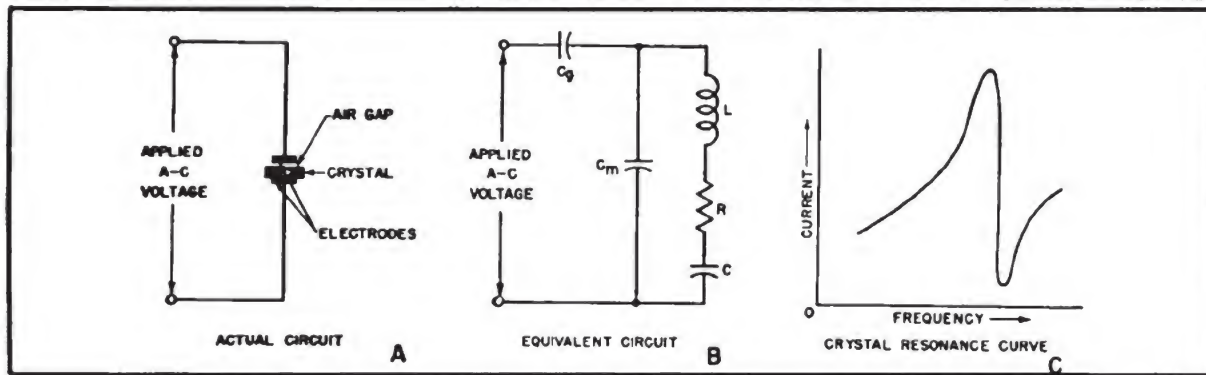 APPLIED
A-C
VOLTAGE
AIR GAP
CRYSTAL
ELECTRODES
ACTUAL CIRCUIT
A
Cg
APPLIED
A-C
VOLTAGE
Cm
L
R
C
EQUIVALENT CIRCUIT
B
CURRENT
O
FREQUENCY
CRYSTAL RESONANCE CURVE
C